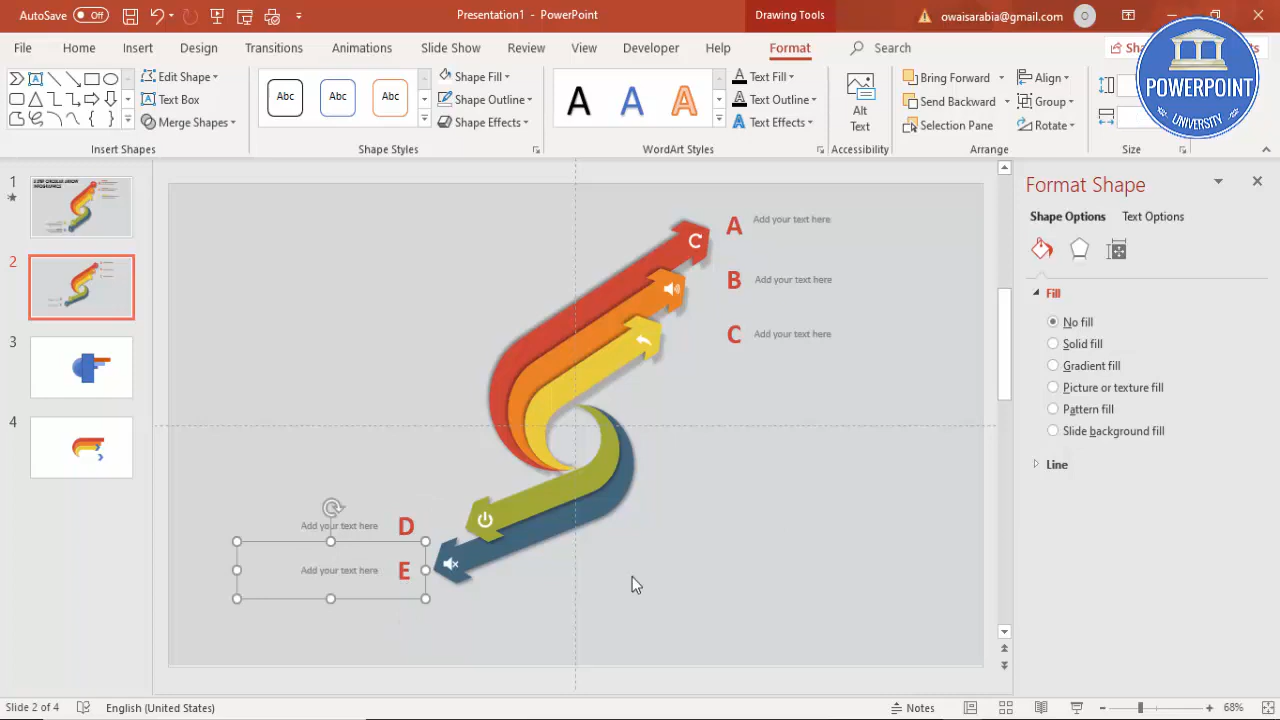 AutoSave Off
Presentation1 - PowerPoint
Drawing Tools
owaisarabia@gmail.com
O
File Home Insert Design Transitions Animations Slide Show Review View Developer Help Format Search
POWERPOINT
UNIVERSITY
Edit Shape
Text Box
Merge Shapes
Insert Shapes
Abc Abc Abc
Shape Fill
Shape Outline
Shape Effects
Shape Styles
A A A
Text Fill
Text Outline
Text Effects
WordArt Styles
Alt
Text
Accessibility
Bring Forward
Send Backward
Selection Pane
Align
Group
Rotate
Arrange
Size
1
2
3
4
A Add your text here
B Add your text here
C Add your text here
Add your text here D
Add your text here E
Format Shape
Shape Options Text Options
Fill
No fill
Solid fill
Gradient fill
Picture or texture fill
Pattern fill
Slide background fill
Line
Slide 2 of 4
English (United States)
Notes
68%